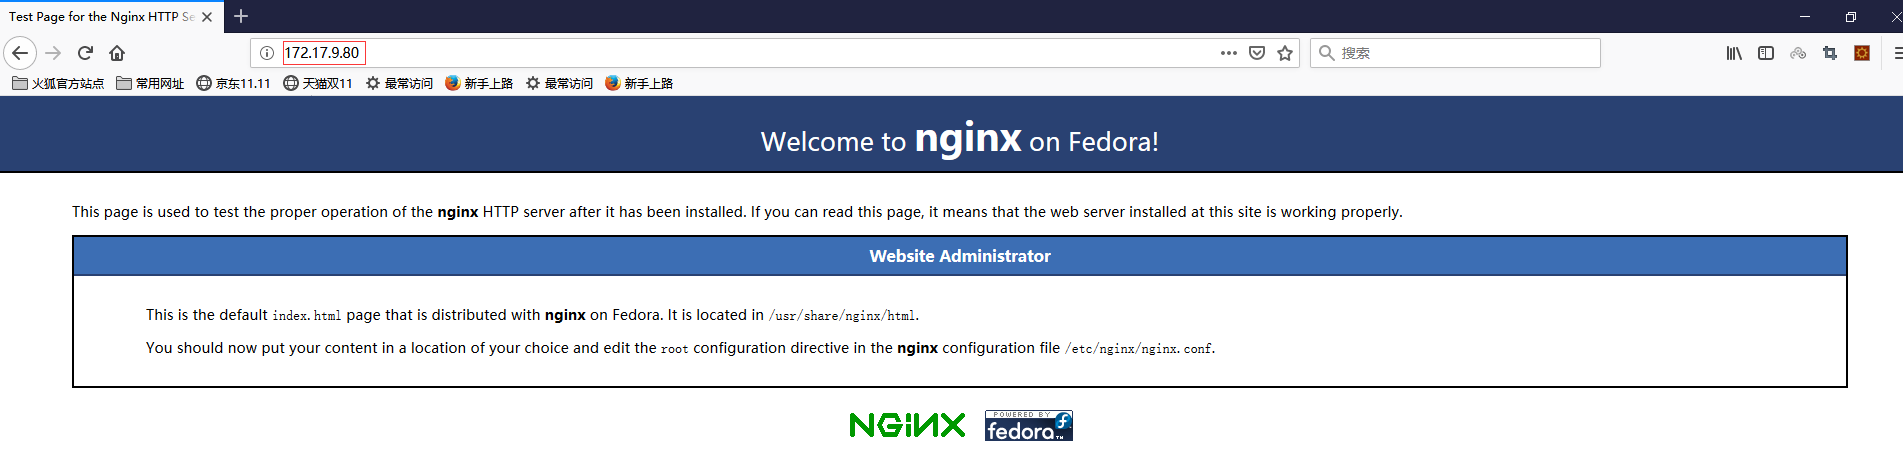 Test Page for the Nginx HTTP Se
172.17.9.80
搜索
火狐官方站点 常用网址 京东11.11 天猫双11 最常访问 新手上路 最常访问 新手上路
Welcome to nginx on Fedora!
This page is used to test the proper operation of the nginx HTTP server after it has been installed. If you can read this page, it means that the web server installed at this site is working properly.
Website Administrator
This is the default index.html page that is distributed with nginx on Fedora. It is located in /usr/share/nginx/html.
You should now put your content in a location of your choice and edit the root configuration directive in the nginx configuration file /etc/nginx/nginx.conf.
NGiNX
POWERED BY
fedora™